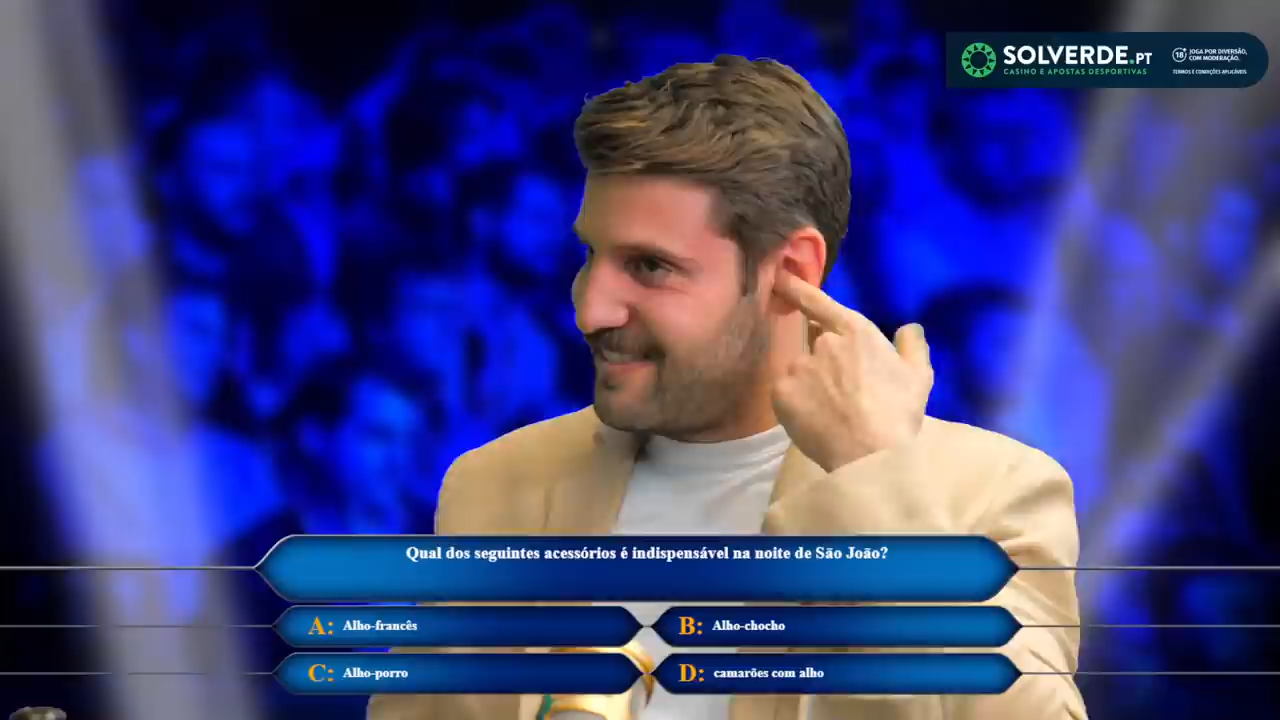 SOLVERDE.PT
CASINO E APOSTAS DESPORTIVAS
18+ JOGA POR DIVERSÃO,
COM MODERAÇÃO.
TERMOS E CONDIÇÕES APLICÁVEIS.
Qual dos seguintes acessórios é indispensável na noite de São João?
A: Alho-francês
B: Alho-chocho
C: Alho-porro
D: camarões com alho